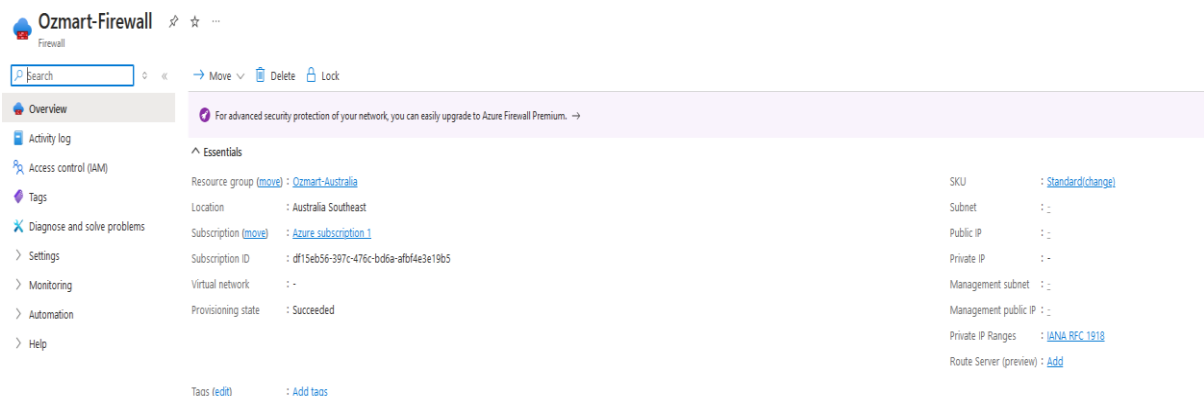 Ozmart-Firewall
Firewall
Search
Move Delete Lock
Overview
Activity log
Access control (IAM)
Tags
Diagnose and solve problems
Settings
Monitoring
Automation
Help
For advanced security protection of your network, you can easily upgrade to Azure Firewall Premium. →
Essentials
Resource group (move) : Ozmart-Australia
Location : Australia Southeast
Subscription (move) : Azure subscription 1
Subscription ID : df15eb56-397c-476c-bd6a-afbf4e3e19b5
Virtual network : -
Provisioning state : Succeeded
SKU : Standard(change)
Subnet : -
Public IP : -
Private IP : -
Management subnet : -
Management public IP : -
Private IP Ranges : IANA RFC 1918
Route Server (preview) : Add
Tags (edit) : Add tags